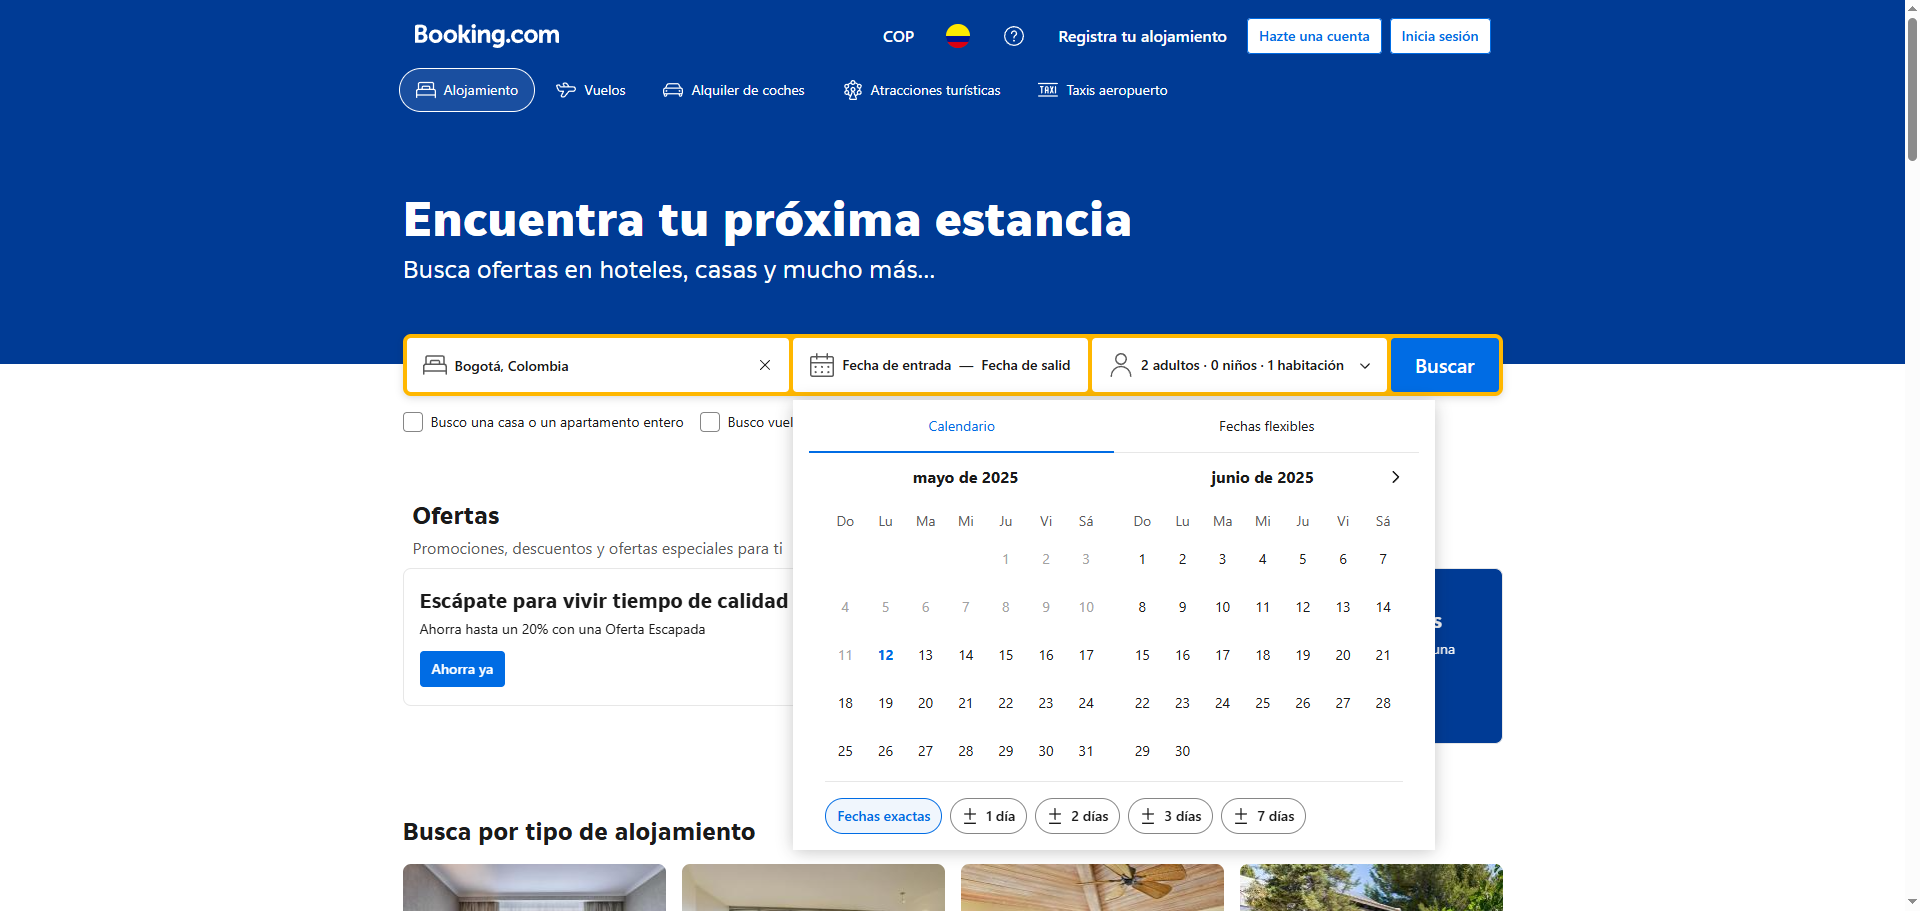 Booking.com
COP
Registra tu alojamiento
Hazte una cuenta
Inicia sesión
Alojamiento
Vuelos
Alquiler de coches
Atracciones turísticas
TAXI
Taxis aeropuerto
Encuentra tu próxima estancia
Busca ofertas en hoteles, casas y mucho más...
Bogotá, Colombia
Fecha de entrada — Fecha de salid
2 adultos · 0 niños · 1 habitación
Buscar
Busco una casa o un apartamento entero
Busco vuel
Calendario
Fechas flexibles
mayo de 2025
Do Lu Ma Mi Ju Vi Sá
1 2 3
4 5 6 7 8 9 10
11 12 13 14 15 16 17
18 19 20 21 22 23 24
25 26 27 28 29 30 31
junio de 2025
Do Lu Ma Mi Ju Vi Sá
1 2 3 4 5 6 7
8 9 10 11 12 13 14
15 16 17 18 19 20 21
22 23 24 25 26 27 28
29 30
Fechas exactas
± 1 día
± 2 días
± 3 días
± 7 días
Ofertas
Promociones, descuentos y ofertas especiales para ti
Escápate para vivir tiempo de calidad
Ahorra hasta un 20% con una Oferta Escapada
Ahorra ya
s
una
Busca por tipo de alojamiento